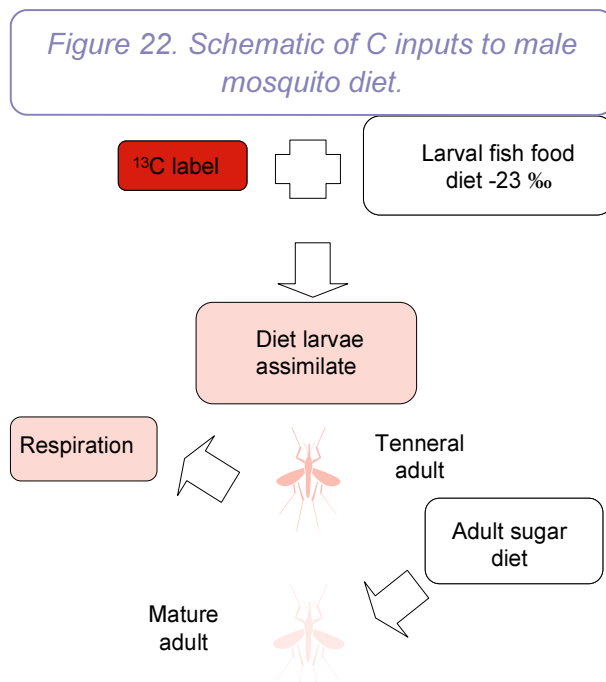 Figure 22. Schematic of C inputs to male
mosquito diet.
¹³C label
Larval fish food
diet -23 ‰
Diet larvae
assimilate
Respiration
Tenneral
adult
Adult sugar
diet
Mature
adult